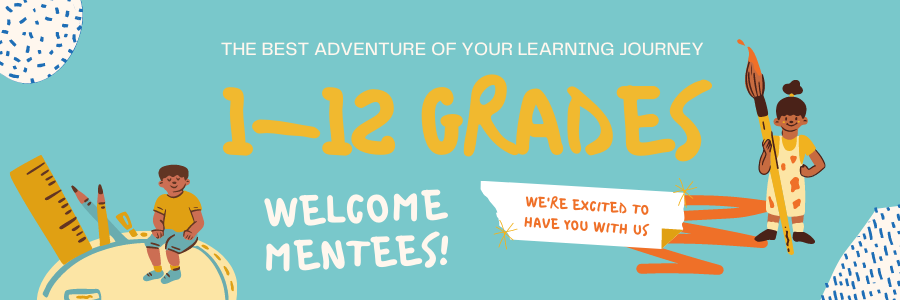 THE BEST ADVENTURE OF YOUR LEARNING JOURNEY
1–12 GRADES
WELCOME
MENTEES!
WE'RE EXCITED TO
HAVE YOU WITH US